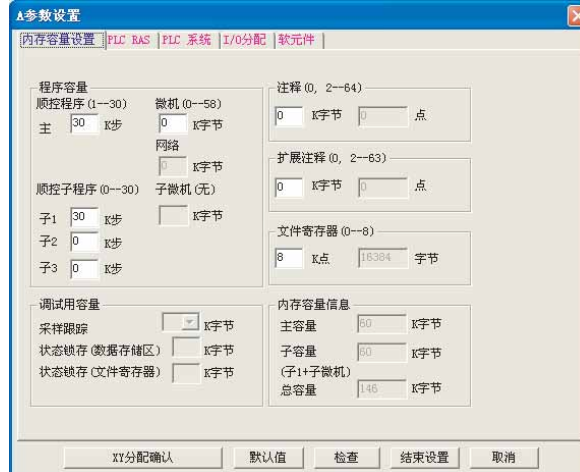 A参数设置
内存容量设置 PLC RAS PLC 系统 I/O分配 软元件
程序容量
顺控程序(1--30) 微机(0--58)
主 30 K步 0 K字节
网络
0 K字节
顺控子程序(0--30) 子微机(无)
子1 30 K步 K字节
子2 0 K步
子3 0 K步
注释(0, 2--64)
0 K字节 0 点
扩展注释(0, 2--63)
0 K字节 0 点
文件寄存器(0--8)
8 K点 16384 字节
调试用容量
采样跟踪 K字节
状态锁存(数据存储区) K字节
状态锁存(文件寄存器) K字节
内存容量信息
主容量 60 K字节
子容量 60 K字节
(子1+子微机)
总容量 146 K字节
XY分配确认 默认值 检查 结束设置 取消